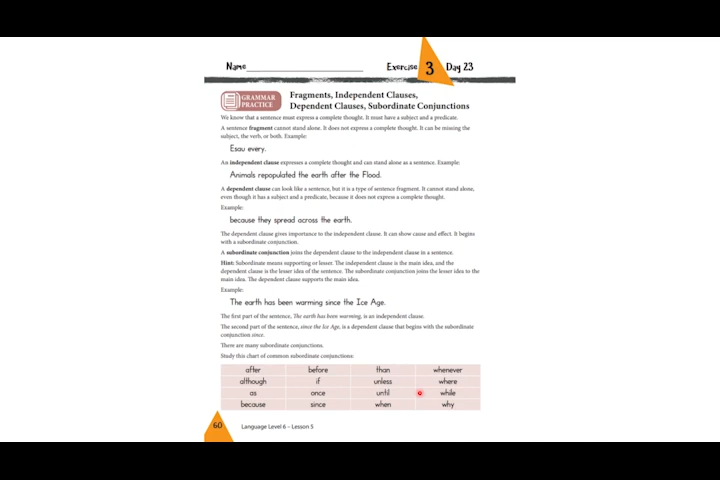 Name
Exercise 3 Day 23
GRAMMAR PRACTICE
Fragments, Independent Clauses,
Dependent Clauses, Subordinate Conjunctions
We know that a sentence must express a complete thought. It must have a subject and a predicate.
A sentence fragment cannot stand alone. It does not express a complete thought. It can be missing the
subject, the verb, or both. Example:
Esau every.
An independent clause expresses a complete thought and can stand alone as a sentence. Example:
Animals repopulated the earth after the Flood.
A dependent clause can look like a sentence, but it is a type of sentence fragment. It cannot stand alone,
even though it has a subject and a predicate, because it does not express a complete thought.
Example:
because they spread across the earth.
The dependent clause gives importance to the independent clause. It can show cause and effect. It begins
with a subordinate conjunction.
A subordinate conjunction joins the dependent clause to the independent clause in a sentence.
Hint: Subordinate means supporting or lesser. The independent clause is the main idea, and the
dependent clause is the lesser idea of the sentence. The subordinate conjunction joins the lesser idea to the
main idea. The dependent clause supports the main idea.
Example:
The earth has been warming since the Ice Age.
The first part of the sentence, The earth has been warming, is an independent clause.
The second part of the sentence, since the Ice Age, is a dependent clause that begins with the subordinate
conjunction since.
There are many subordinate conjunctions.
Study this chart of common subordinate conjunctions:
after before than whenever
although if unless where
as once until while
because since when why
60 Language Level 6 – Lesson 5